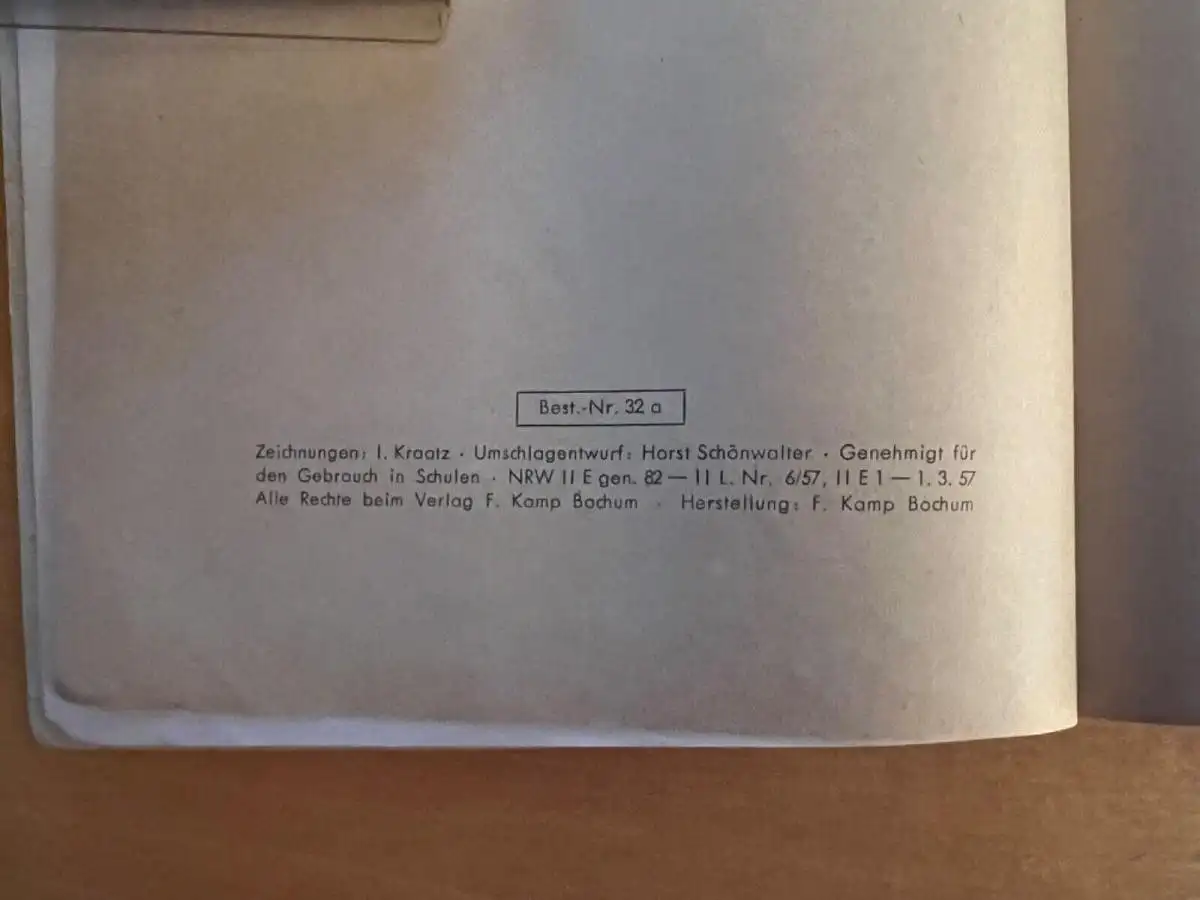 Best.-Nr. 32 a
Zeichnungen: I. Kraatz · Umschlagentwurf: Horst Schönwalter · Genehmigt für
den Gebrauch in Schulen · NRW II E gen. 82 — II L. Nr. 6/57, II E 1 — 1. 3. 57
Alle Rechte beim Verlag F. Kamp Bochum · Herstellung: F. Kamp Bochum